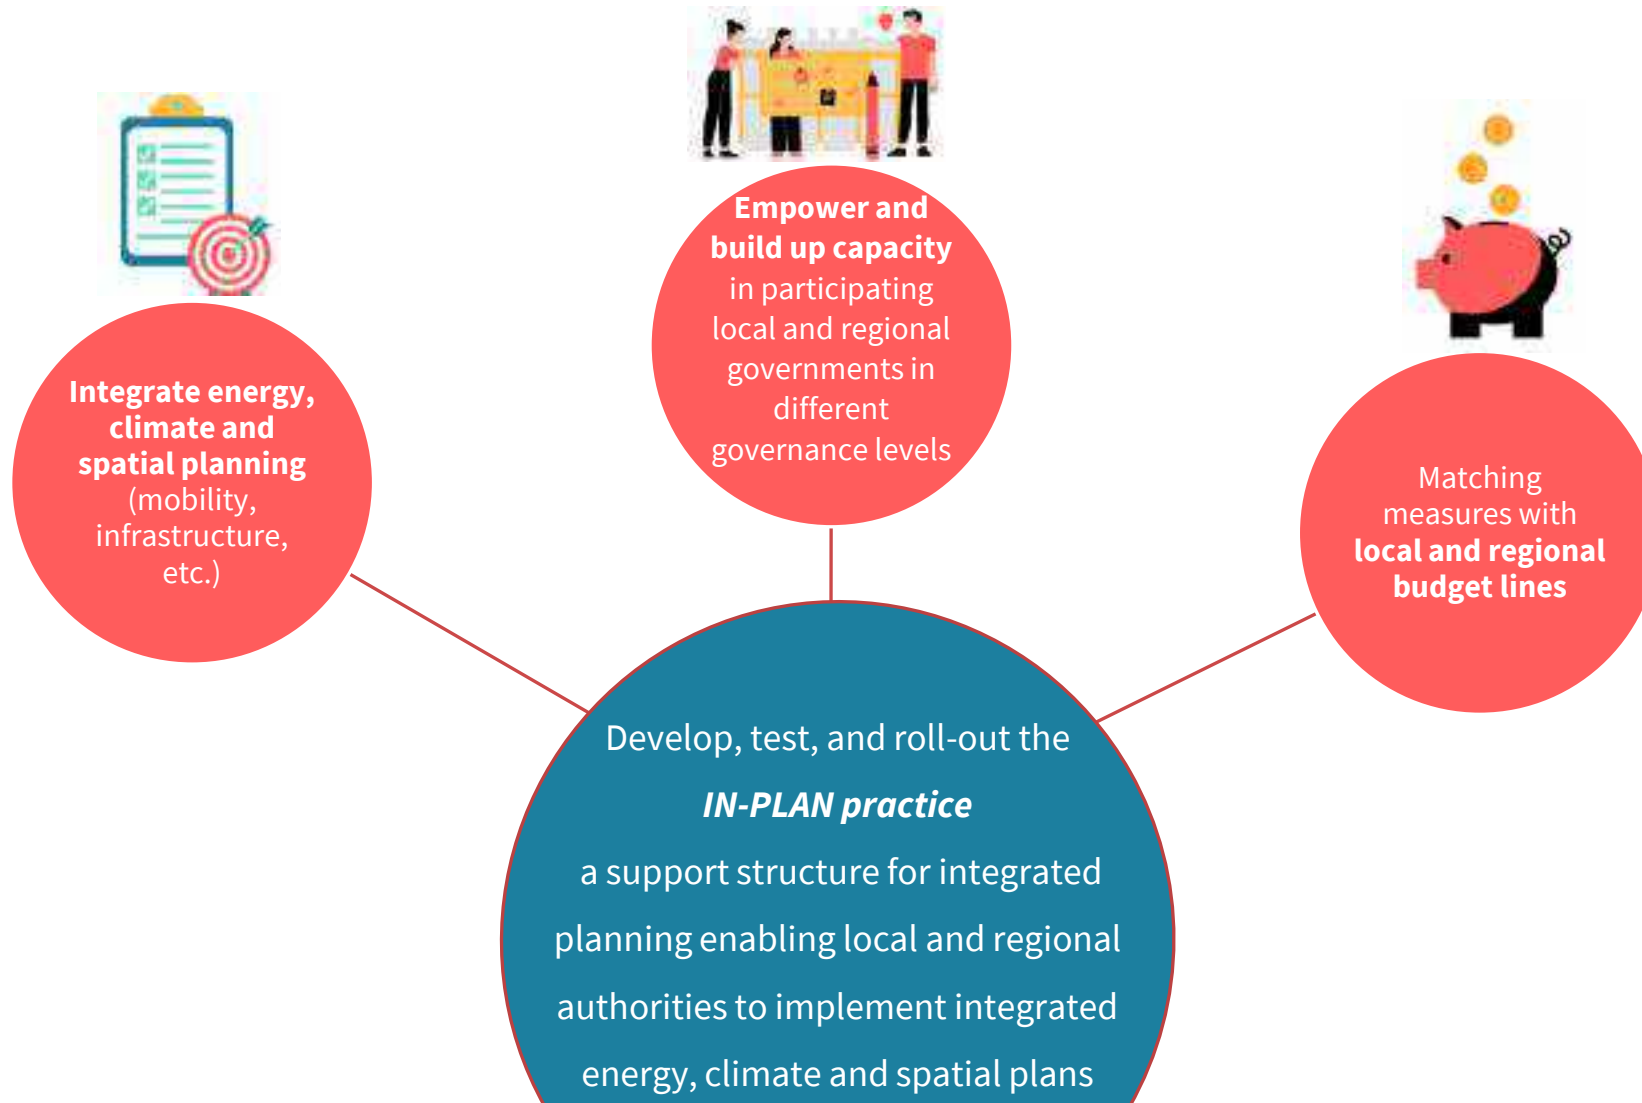 Empower and
build up capacity
in participating
local and regional
governments in
different
governance levels
Integrate energy,
climate and
spatial planning
(mobility,
infrastructure,
etc.)
Matching
measures with
local and regional
budget lines
Develop, test, and roll-out the
IN-PLAN practice
a support structure for integrated
planning enabling local and regional
authorities to implement integrated
energy, climate and spatial plans